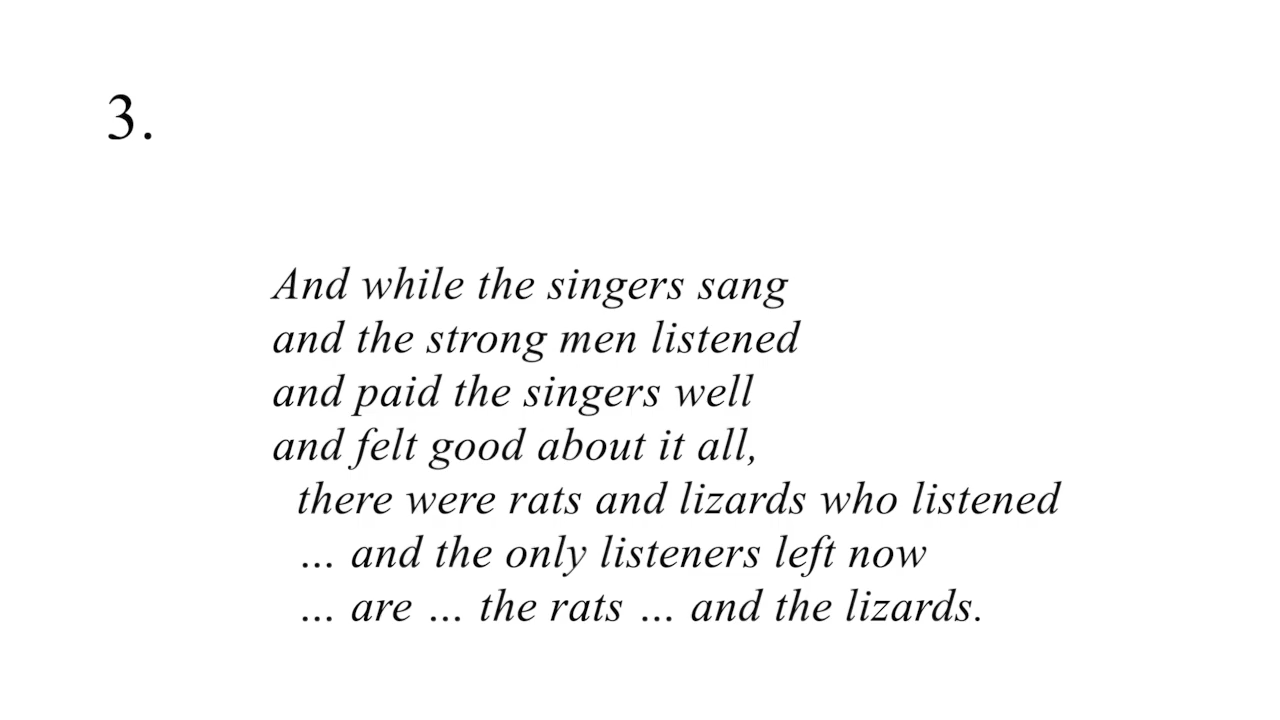 3.
And while the singers sang
and the strong men listened
and paid the singers well
and felt good about it all,
there were rats and lizards who listened
... and the only listeners left now
... are ... the rats ... and the lizards.